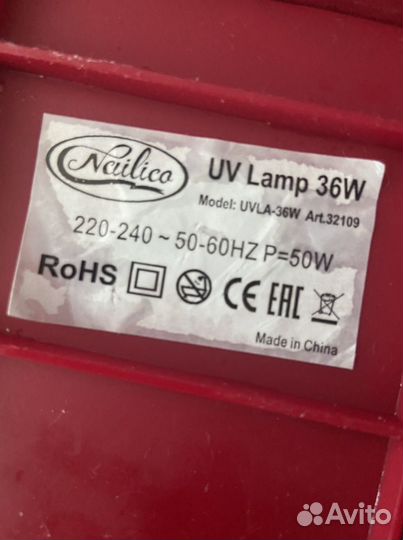 Nailico
UV Lamp 36W
Model: UVLA-36W Art.32109
220-240 ~ 50-60HZ P=50W
RoHS CE EAC
Made in China
Avito